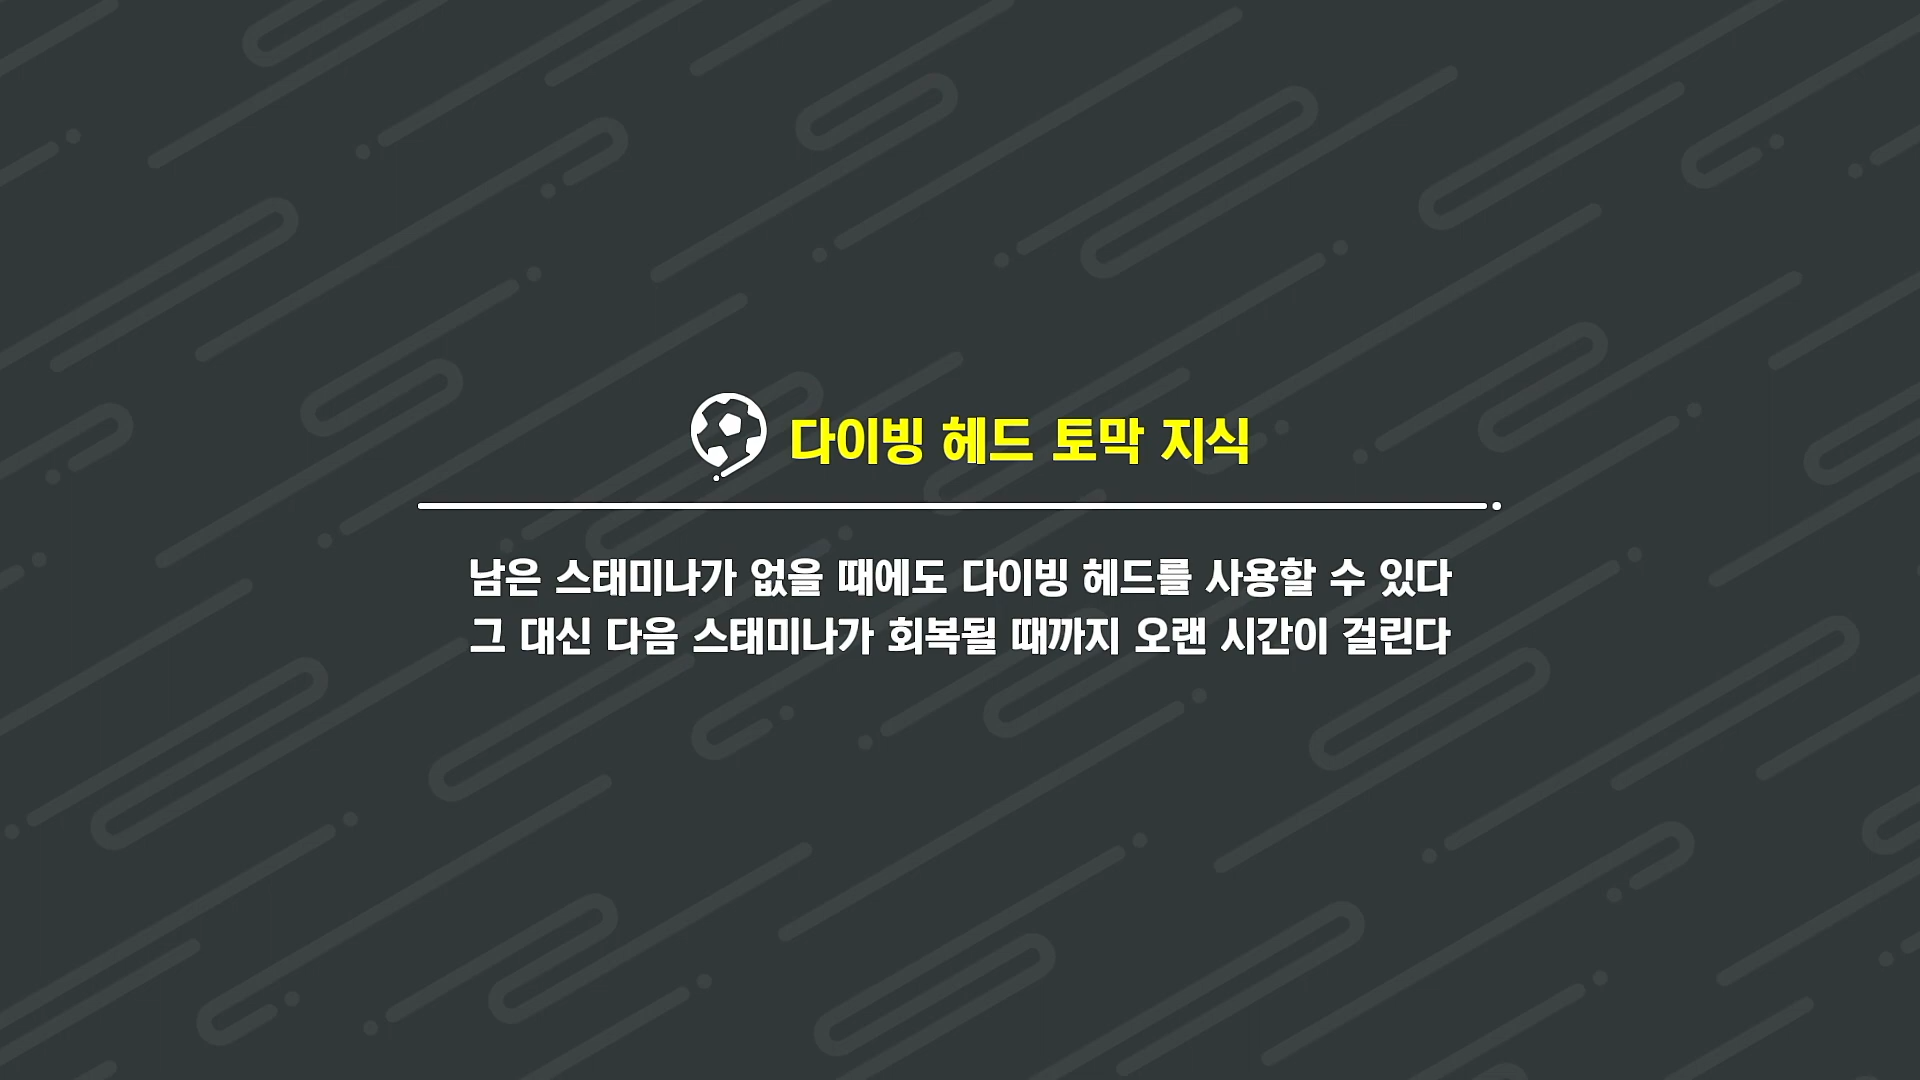 다이빙 헤드 토막 지식
남은 스태미나가 없을 때에도 다이빙 헤드를 사용할 수 있다
그 대신 다음 스태미나가 회복될 때까지 오랜 시간이 걸린다